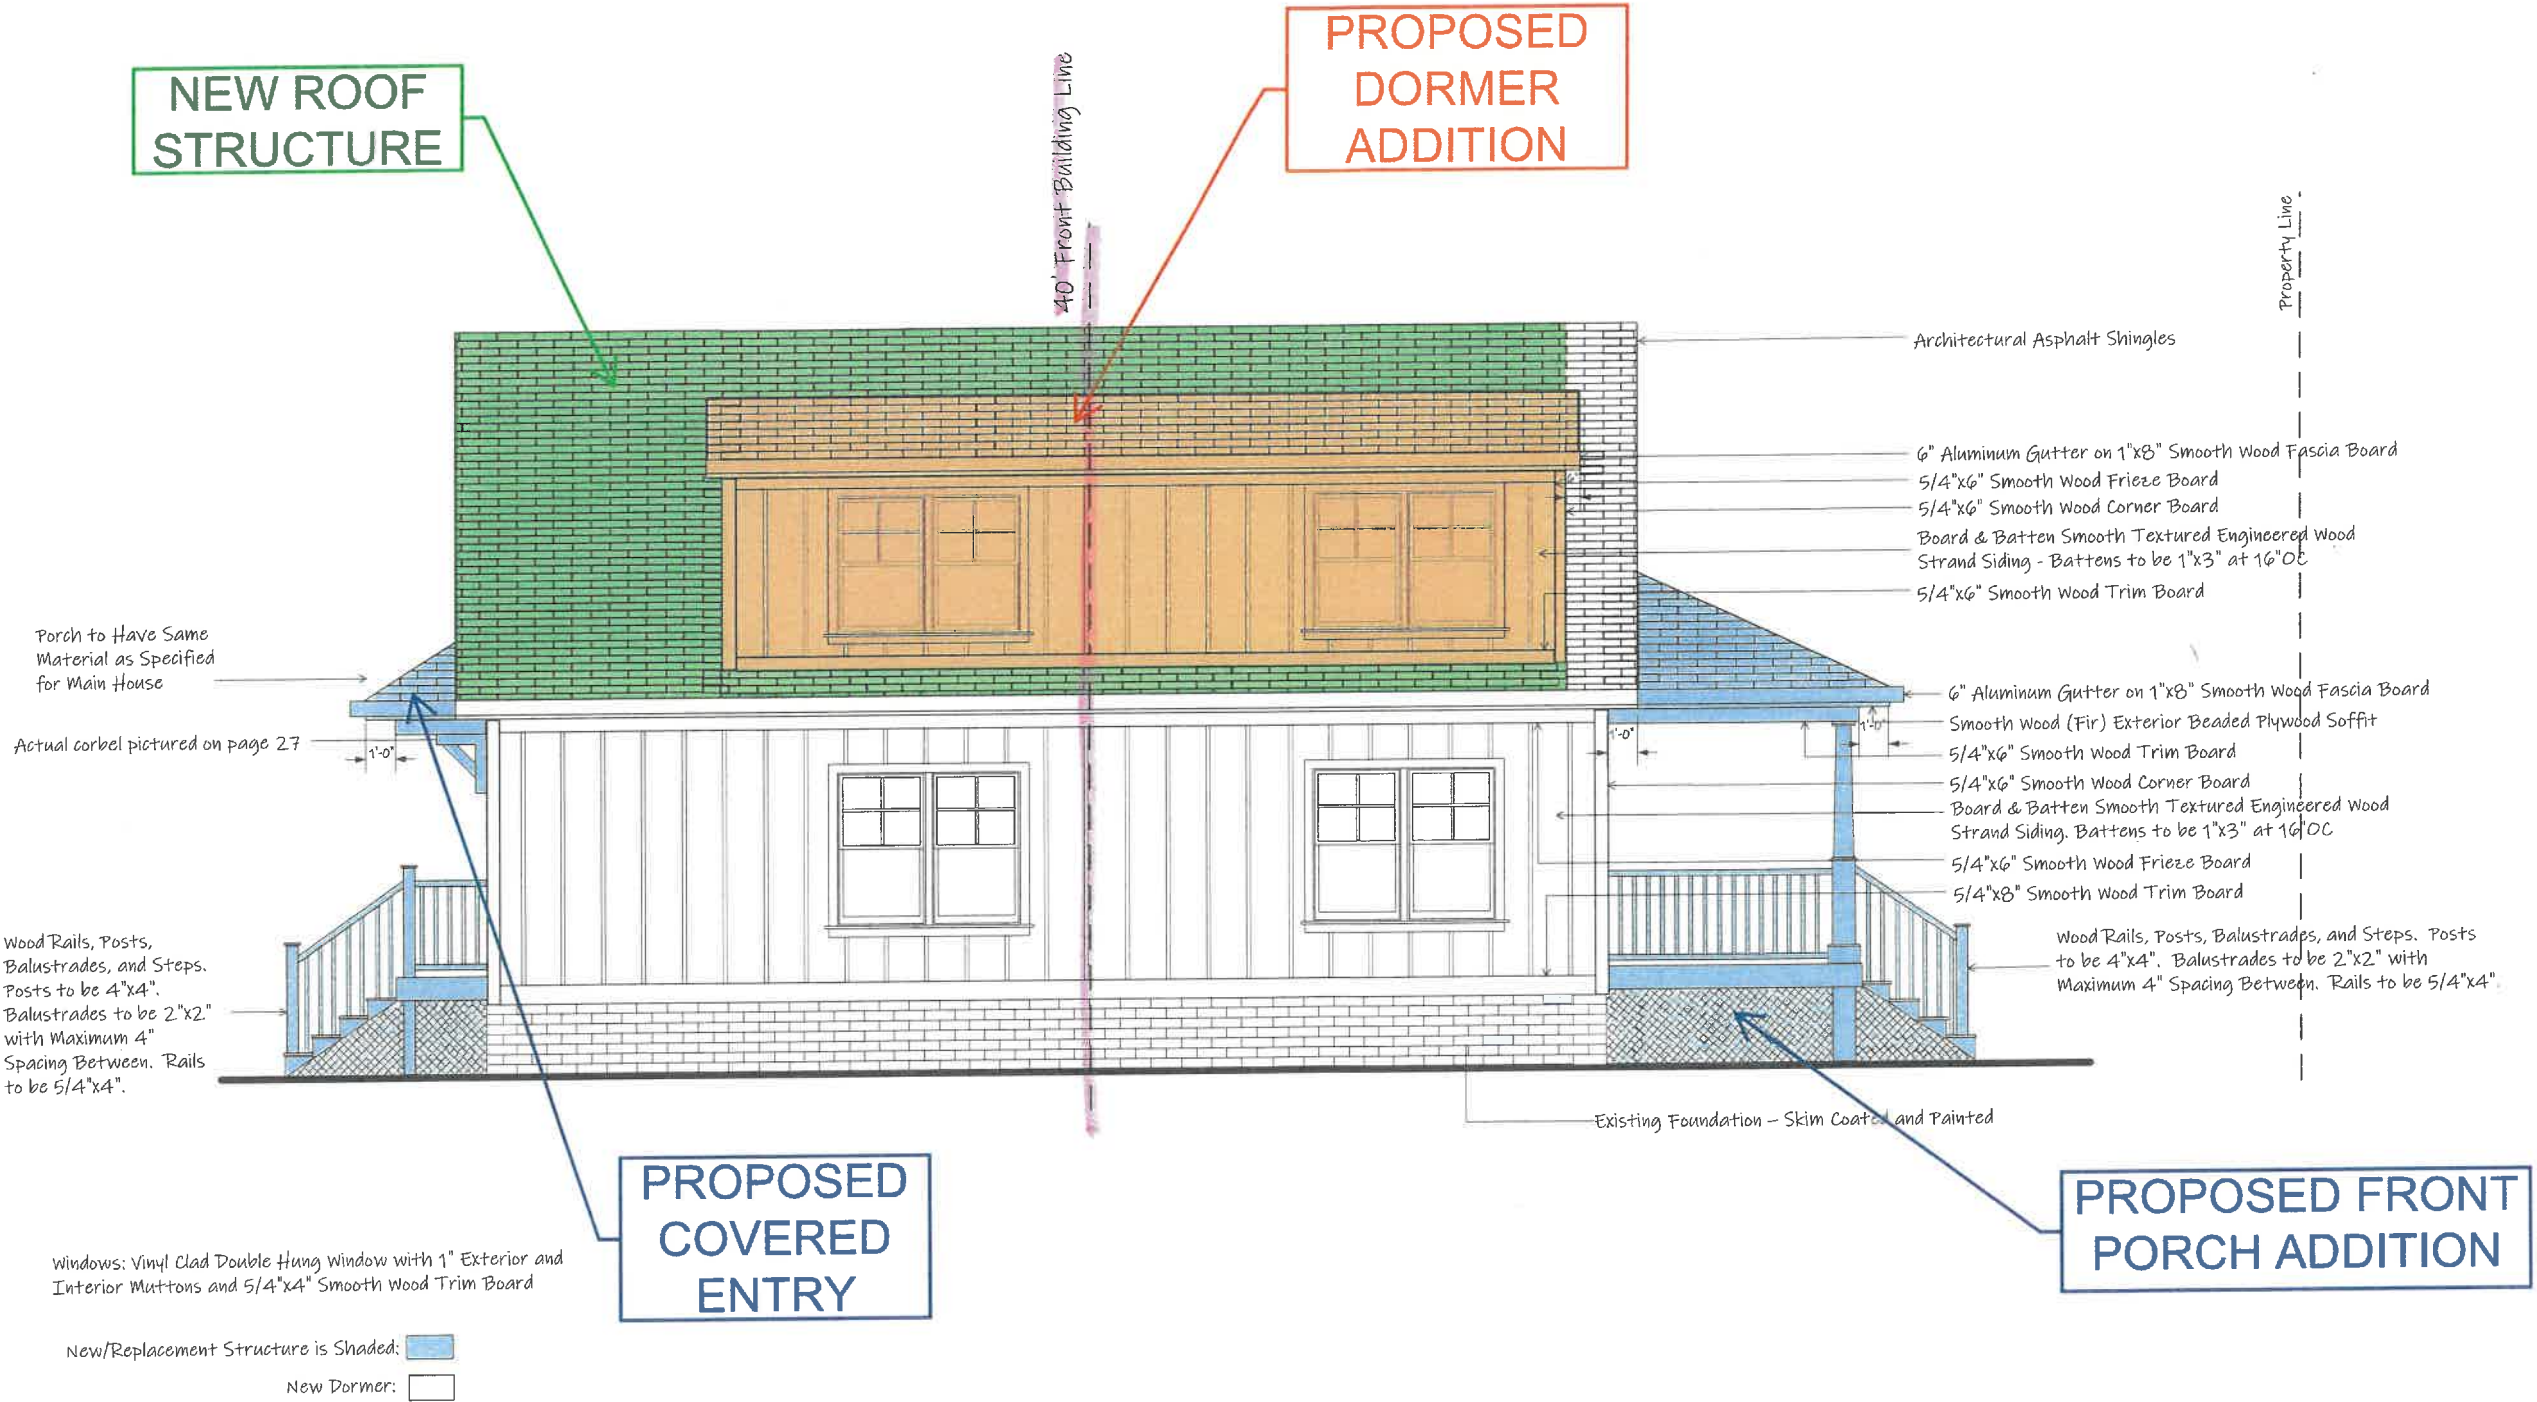 PROPOSED
DORMER
ADDITION
NEW ROOF
STRUCTURE
40' Front Building Line
Property Line
Architectural Asphalt Shingles
6" Aluminum Gutter on 1"x8" Smooth Wood Fascia Board
5/4"x6" Smooth Wood Frieze Board
5/4"x6" Smooth Wood Corner Board
Board & Batten Smooth Textured Engineered Wood
Strand Siding - Battens to be 1"x3" at 16"OC
5/4"x6" Smooth Wood Trim Board
6"
Porch to Have Same
Material as Specified
for Main House
Actual corbel pictured on page 27
1'-0"
1'-0"
1'-0"
6" Aluminum Gutter on 1"x8" Smooth Wood Fascia Board
Smooth Wood (Fir) Exterior Beaded Plywood Soffit
5/4"x6" Smooth Wood Trim Board
5/4"x6" Smooth Wood Corner Board
Board & Batten Smooth Textured Engineered Wood
Strand Siding. Battens to be 1"x3" at 16"OC
5/4"x6" Smooth Wood Frieze Board
5/4"x8" Smooth Wood Trim Board
Wood Rails, Posts,
Balustrades, and Steps.
Posts to be 4"x4".
Balustrades to be 2"x2"
with Maximum 4"
Spacing Between. Rails
to be 5/4"x4".
Wood Rails, Posts, Balustrades, and Steps. Posts
to be 4"x4". Balustrades to be 2"x2" with
Maximum 4" Spacing Between. Rails to be 5/4"x4".
Existing Foundation - Skim Coated and Painted
PROPOSED
COVERED
ENTRY
PROPOSED FRONT
PORCH ADDITION
Windows: Vinyl Clad Double Hung Window with 1" Exterior and
Interior Muttons and 5/4"x4" Smooth Wood Trim Board
New/Replacement Structure is Shaded:
New Dormer: